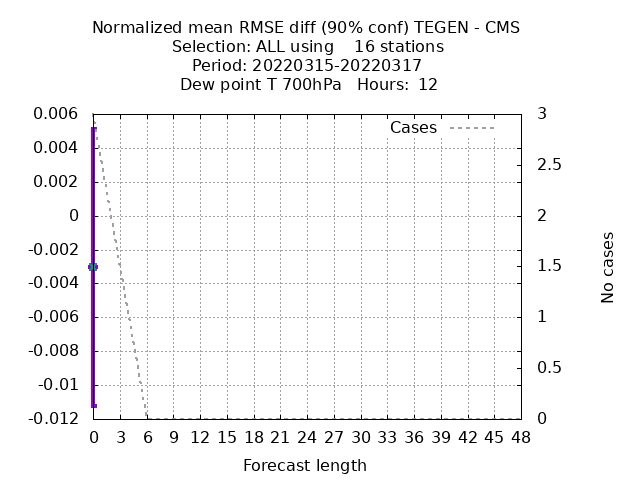 Normalized mean RMSE diff (90% conf) TEGEN - CMS
Selection: ALL using    16 stations
Period: 20220315-20220317
Dew point T 700hPa   Hours:  12
Cases
0.006
0.004
0.002
0
-0.002
-0.004
-0.006
-0.008
-0.01
-0.012
3
2.5
2
1.5
1
0.5
0
No cases
0 3 6 9 12 15 18 21 24 27 30 33 36 39 42 45 48
Forecast length